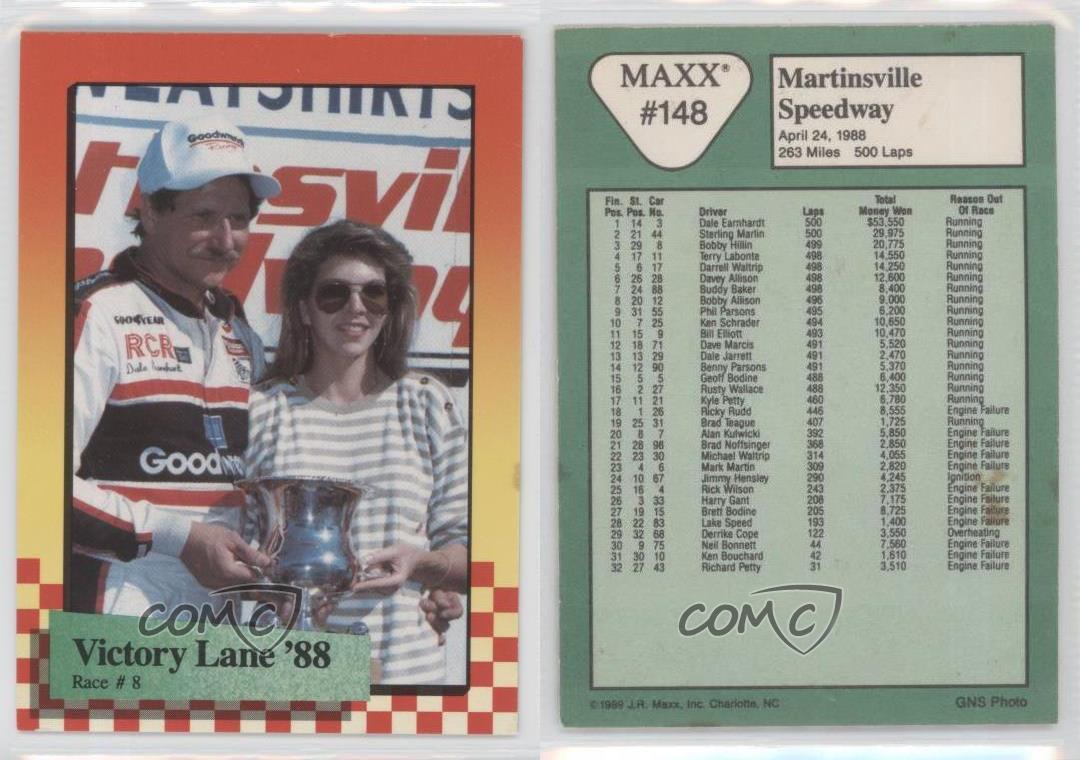 SWEATSHIRTS
Goodwrench
Racing
GOODYEAR
RCR
Dale Earnhardt
Goodwr
Victory Lane '88
Race # 8
COMC
MAXX®
#148
Martinsville
Speedway
April 24, 1988
263 Miles 500 Laps
Fin. St. Car Total Reason Out
Pos. Pos. No. Driver Laps Money Won Of Race
1 14 3 Dale Earnhardt 500 $53,550 Running
2 21 44 Sterling Marlin 500 29,975 Running
3 29 8 Bobby Hillin 499 20,775 Running
4 17 11 Terry Labonte 498 14,550 Running
5 6 17 Darrell Waltrip 498 14,250 Running
6 26 28 Davey Allison 498 12,600 Running
7 24 88 Buddy Baker 498 8,400 Running
8 20 12 Bobby Allison 496 9,000 Running
9 31 55 Phil Parsons 495 6,200 Running
10 7 25 Ken Schrader 494 10,650 Running
11 15 9 Bill Elliott 493 10,470 Running
12 18 71 Dave Marcis 491 5,520 Running
13 13 29 Dale Jarrett 491 2,470 Running
14 12 90 Benny Parsons 491 5,370 Running
15 5 5 Geoff Bodine 488 6,400 Running
16 2 27 Rusty Wallace 488 12,350 Running
17 11 21 Kyle Petty 460 6,780 Running
18 1 26 Ricky Rudd 446 8,555 Engine Failure
19 25 31 Brad Teague 407 1,725 Running
20 8 7 Alan Kulwicki 392 5,850 Engine Failure
21 28 98 Brad Noffsinger 368 2,850 Engine Failure
22 23 30 Michael Waltrip 314 4,055 Engine Failure
23 4 6 Mark Martin 309 2,820 Engine Failure
24 10 67 Jimmy Hensley 290 4,245 Ignition
25 16 4 Rick Wilson 243 2,375 Engine Failure
26 3 33 Harry Gant 208 7,175 Engine Failure
27 19 15 Brett Bodine 205 8,725 Engine Failure
28 22 83 Lake Speed 193 1,400 Engine Failure
29 32 68 Derrike Cope 122 3,550 Overheating
30 9 75 Neil Bonnett 44 7,560 Engine Failure
31 30 10 Ken Bouchard 42 1,610 Engine Failure
32 27 43 Richard Petty 31 3,510 Engine Failure
COMC
© 1989 J.R. Maxx, Inc. Charlotte, NC GNS Photo